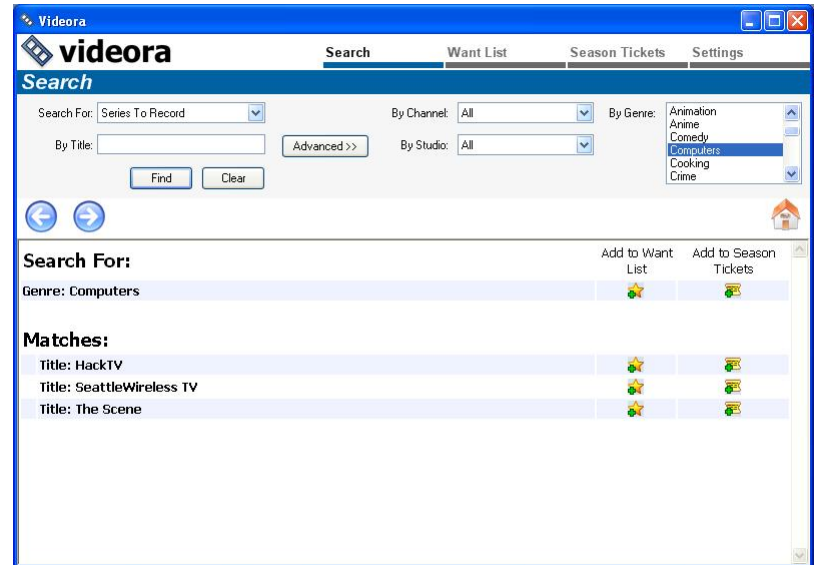 Videora
videora
Search Want List Season Tickets Settings
Search
Search For: Series To Record By Channel: All By Genre: Animation
Anime
By Title: Advanced >> By Studio: All Comedy
Computers
Cooking
Find Clear Crime
Search For: Add to Want List Add to Season Tickets
Genre: Computers
Matches:
Title: HackTV
Title: SeattleWireless TV
Title: The Scene